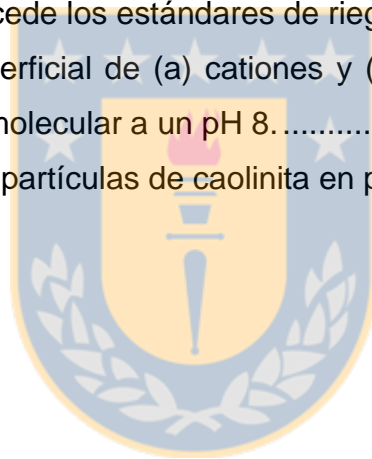 cede los estándares de rieg
erficial de (a) cationes y (
molecular a un pH 8. ..........
partículas de caolinita en p